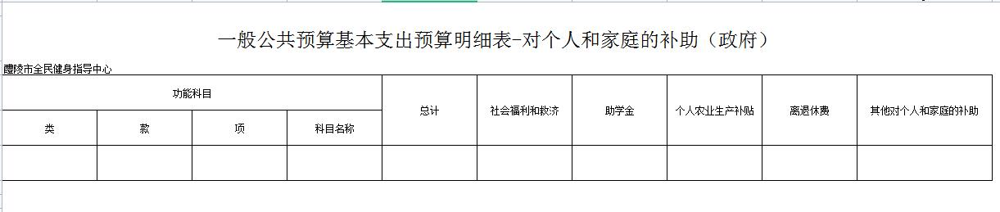 一般公共预算基本支出预算明细表-对个人和家庭的补助（政府）
醴陵市全民健身指导中心
功能科目 总计 社会福利和救济 助学金 个人农业生产补贴 离退休费 其他对个人和家庭的补助
类 款 项 科目名称